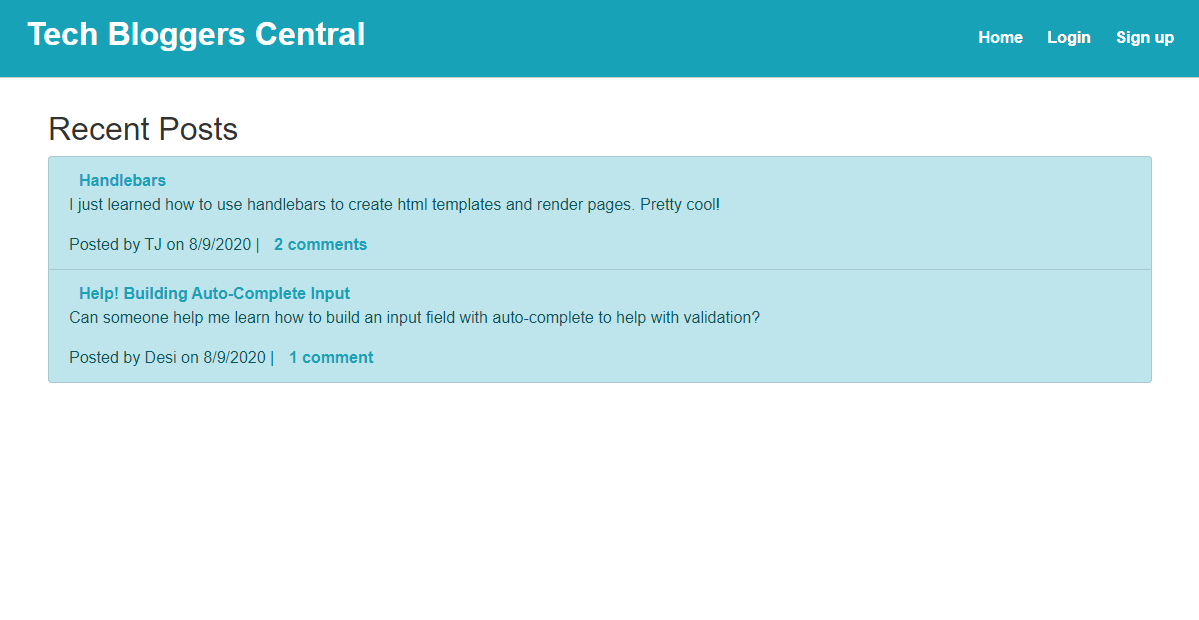 Tech Bloggers Central
Home Login Sign up
Recent Posts
Handlebars
I just learned how to use handlebars to create html templates and render pages. Pretty cool!
Posted by TJ on 8/9/2020 | 2 comments
Help! Building Auto-Complete Input
Can someone help me learn how to build an input field with auto-complete to help with validation?
Posted by Desi on 8/9/2020 | 1 comment